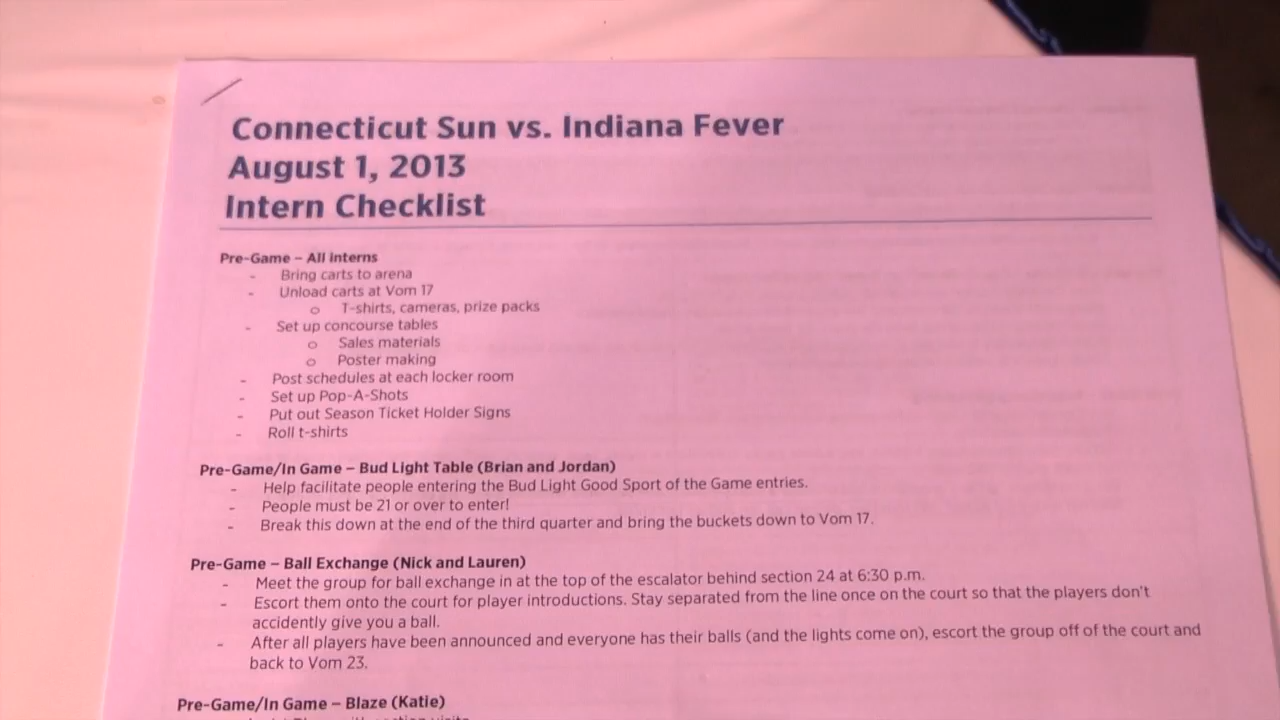 Connecticut Sun vs. Indiana Fever
August 1, 2013
Intern Checklist
Pre-Game – All interns
- Bring carts to arena
- Unload carts at Vom 17
o T-shirts, cameras, prize packs
- Set up concourse tables
o Sales materials
o Poster making
- Post schedules at each locker room
- Set up Pop-A-Shots
- Put out Season Ticket Holder Signs
- Roll t-shirts
Pre-Game/In Game – Bud Light Table (Brian and Jordan)
- Help facilitate people entering the Bud Light Good Sport of the Game entries.
- People must be 21 or over to enter!
- Break this down at the end of the third quarter and bring the buckets down to Vom 17.
Pre-Game – Ball Exchange (Nick and Lauren)
- Meet the group for ball exchange in at the top of the escalator behind section 24 at 6:30 p.m.
- Escort them onto the court for player introductions. Stay separated from the line once on the court so that the players don't
accidently give you a ball.
- After all players have been announced and everyone has their balls (and the lights come on), escort the group off of the court and
back to Vom 23.
Pre-Game/In Game – Blaze (Katie)